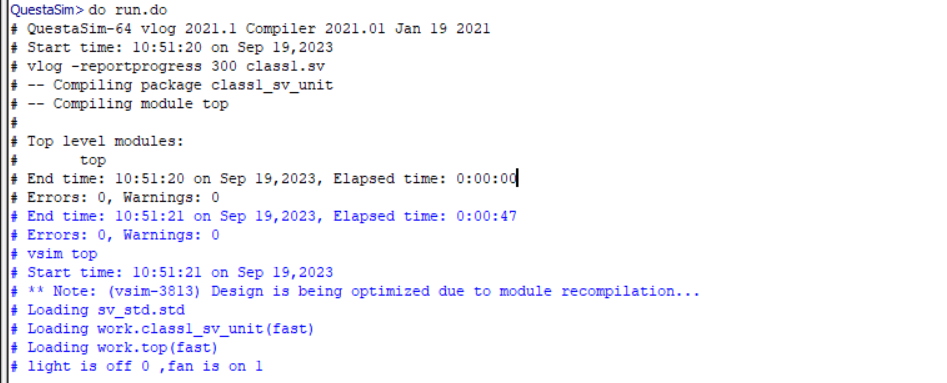 QuestaSim> do run.do
# QuestaSim-64 vlog 2021.1 Compiler 2021.01 Jan 19 2021
# Start time: 10:51:20 on Sep 19,2023
# vlog -reportprogress 300 class1.sv
# -- Compiling package class1_sv_unit
# -- Compiling module top
#
# Top level modules:
#       top
# End time: 10:51:20 on Sep 19,2023, Elapsed time: 0:00:00
# Errors: 0, Warnings: 0
# End time: 10:51:21 on Sep 19,2023, Elapsed time: 0:00:47
# Errors: 0, Warnings: 0
# vsim top
# Start time: 10:51:21 on Sep 19,2023
# ** Note: (vsim-3813) Design is being optimized due to module recompilation...
# Loading sv_std.std
# Loading work.class1_sv_unit(fast)
# Loading work.top(fast)
# light is off 0 ,fan is on 1